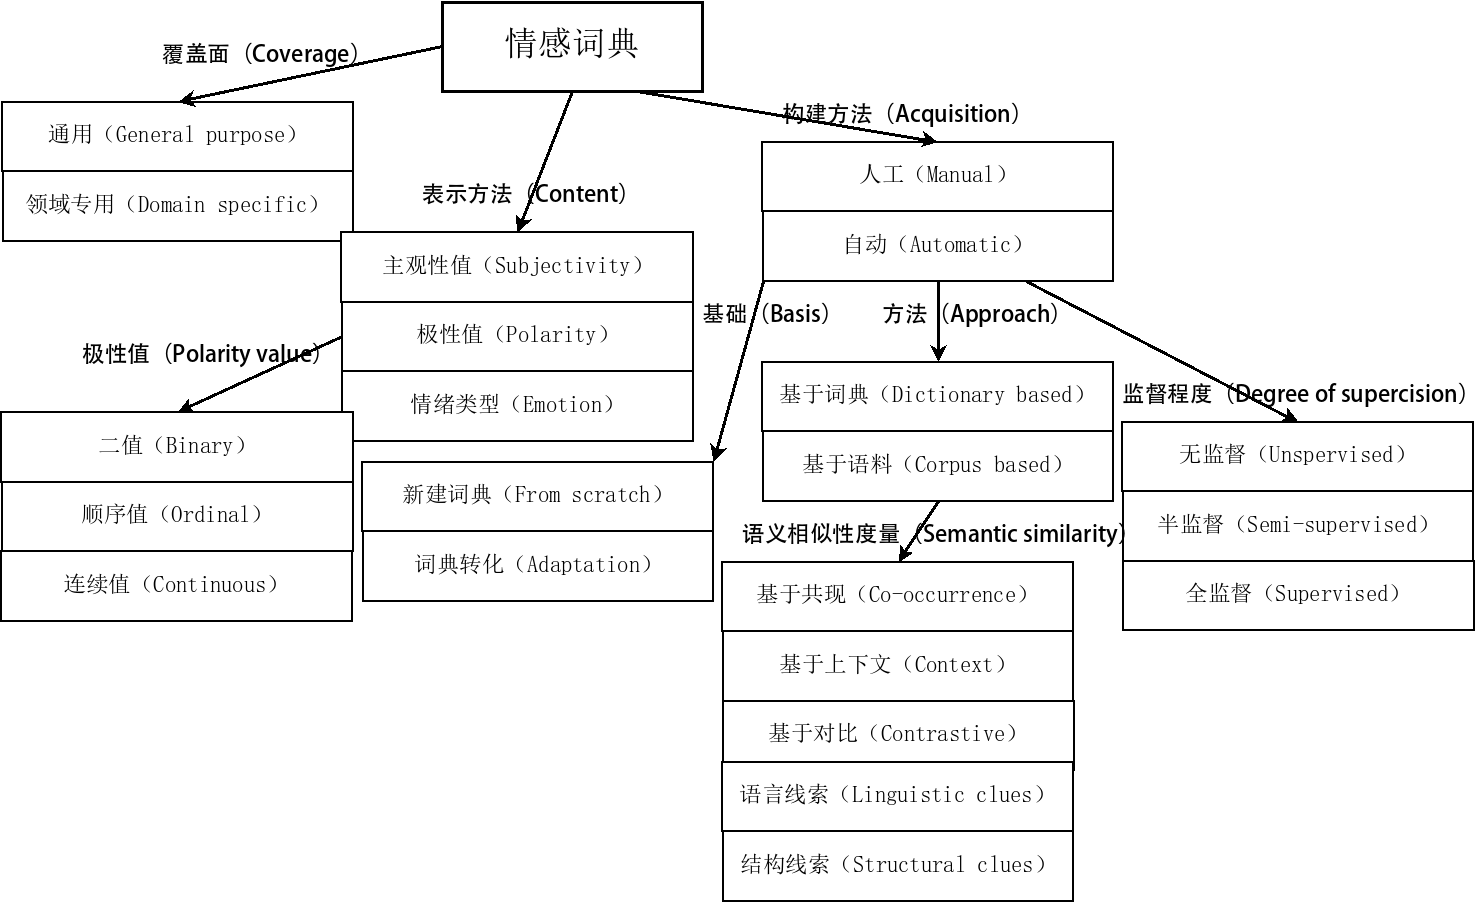 情感词典
覆盖面（Coverage）
通用（General purpose）
领域专用（Domain specific）
构建方法（Acquisition）
人工（Manual）
自动（Automatic）
表示方法（Content）
主观性值（Subjectivity）
极性值（Polarity）
情绪类型（Emotion）
极性值（Polarity value）
二值（Binary）
顺序值（Ordinal）
连续值（Continuous）
基础（Basis）
新建词典（From scratch）
词典转化（Adaptation）
方法（Approach）
基于词典（Dictionary based）
基于语料（Corpus based）
监督程度（Degree of supercision）
无监督（Unspervised）
半监督（Semi-supervised）
全监督（Supervised）
语义相似性度量（Semantic similarity）
基于共现（Co-occurrence）
基于上下文（Context）
基于对比（Contrastive）
语言线索（Linguistic clues）
结构线索（Structural clues）